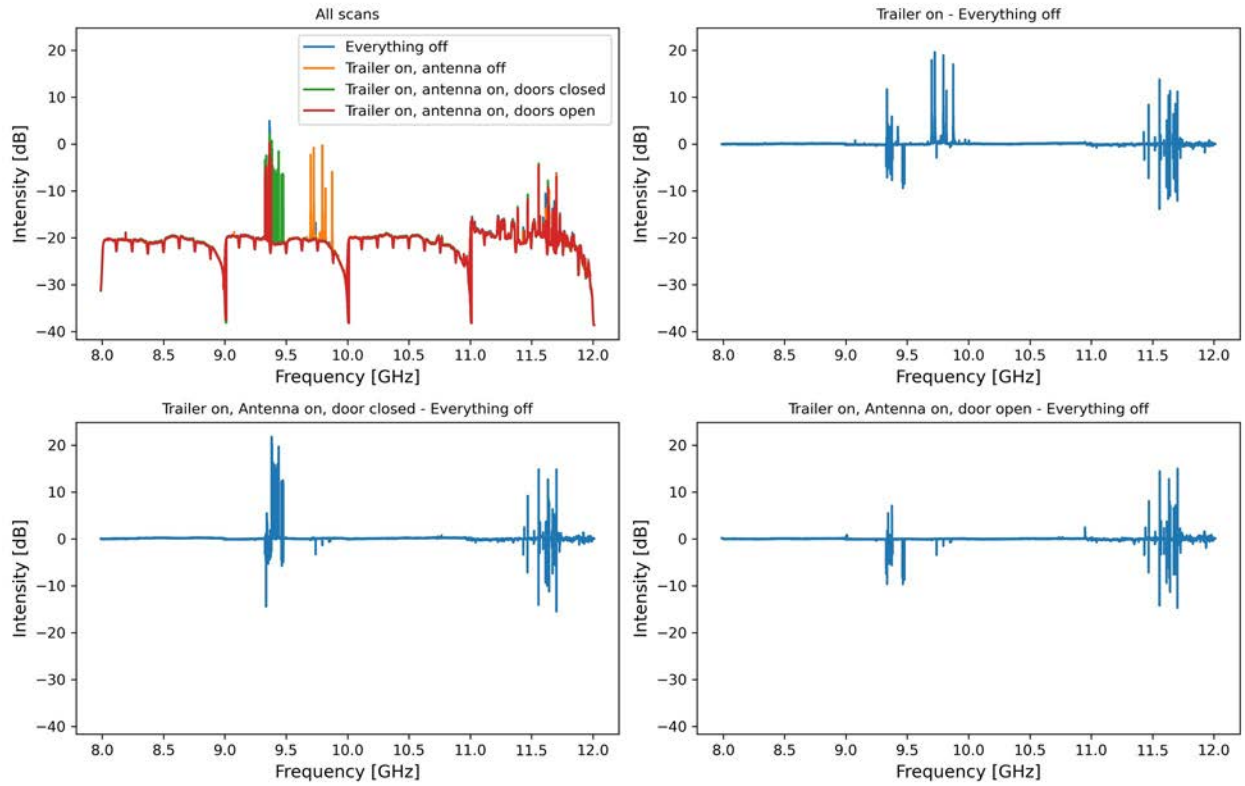 All scans
Everything off
Trailer on, antenna off
Trailer on, antenna on, doors closed
Trailer on, antenna on, doors open
Intensity [dB]
20
10
0
−10
−20
−30
−40
8.0 8.5 9.0 9.5 10.0 10.5 11.0 11.5 12.0
Frequency [GHz]
Trailer on - Everything off
Intensity [dB]
20
10
0
−10
−20
−30
−40
8.0 8.5 9.0 9.5 10.0 10.5 11.0 11.5 12.0
Frequency [GHz]
Trailer on, Antenna on, door closed - Everything off
Intensity [dB]
20
10
0
−10
−20
−30
−40
8.0 8.5 9.0 9.5 10.0 10.5 11.0 11.5 12.0
Frequency [GHz]
Trailer on, Antenna on, door open - Everything off
Intensity [dB]
20
10
0
−10
−20
−30
−40
8.0 8.5 9.0 9.5 10.0 10.5 11.0 11.5 12.0
Frequency [GHz]